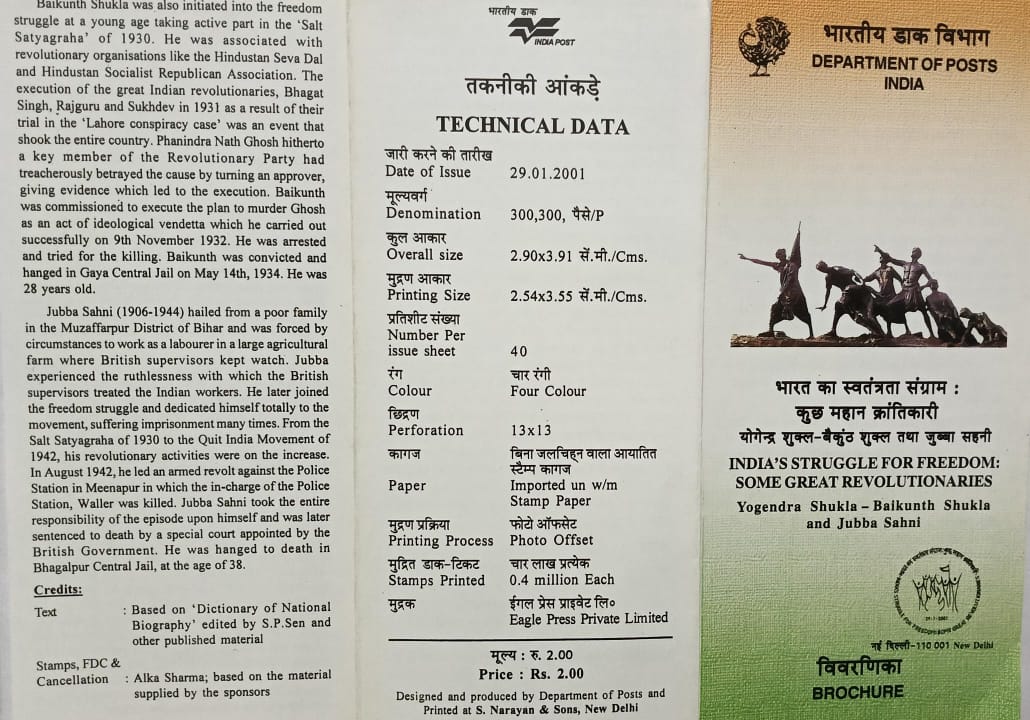 Baikunth Shukla was also initiated into the freedom
struggle at a young age taking active part in the ‘Salt
Satyagraha’ of 1930. He was associated with
revolutionary organisations like the Hindustan Seva Dal
and Hindustan Socialist Republican Association. The
execution of the great Indian revolutionaries, Bhagat
Singh, Rajguru and Sukhdev in 1931 as a result of their
trial in the ‘Lahore conspiracy case’ was an event that
shook the entire country. Phanindra Nath Ghosh hitherto
a key member of the Revolutionary Party had
treacherously betrayed the cause by turning an approver,
giving evidence which led to the execution. Baikunth
was commissioned to execute the plan to murder Ghosh
as an act of ideological vendetta which he carried out
successfully on 9th November 1932. He was arrested
and tried for the killing. Baikunth was convicted and
hanged in Gaya Central Jail on May 14th, 1934. He was
28 years old.
Jubba Sahni (1906-1944) hailed from a poor family
in the Muzaffarpur District of Bihar and was forced by
circumstances to work as a labourer in a large agricultural
farm where British supervisors kept watch. Jubba
experienced the ruthlessness with which the British
supervisors treated the Indian workers. He later joined
the freedom struggle and dedicated himself totally to the
movement, suffering imprisonment many times. From the
Salt Satyagraha of 1930 to the Quit India Movement of
1942, his revolutionary activities were on the increase.
In August 1942, he led an armed revolt against the Police
Station in Meenapur in which the in-charge of the Police
Station, Waller was killed. Jubba Sahni took the entire
responsibility of the episode upon himself and was later
sentenced to death by a special court appointed by the
British Government. He was hanged to death in
Bhagalpur Central Jail, at the age of 38.
Credits:
Text : Based on ‘Dictionary of National
Biography’ edited by S.P.Sen and
other published material
Stamps, FDC &
Cancellation : Alka Sharma; based on the material
supplied by the sponsors
भारतीय डाक
INDIA POST
तकनीकी आंकड़े
TECHNICAL DATA
जारी करने की तारीख
Date of Issue 29.01.2001
मूल्यवर्ग
Denomination 300,300, पैसे/P
कुल आकार
Overall size 2.90x3.91 सें.मी./Cms.
मुद्रण आकार
Printing Size 2.54x3.55 सें.मी./Cms.
प्रतिशीट संख्या
Number Per
issue sheet 40
रंग चार रंगी
Colour Four Colour
छिद्रण
Perforation 13x13
कागज बिना जलचिह्न वाला आयातित
स्टैम्प कागज
Paper Imported un w/m
Stamp Paper
मुद्रण प्रक्रिया फोटो ऑफसेट
Printing Process Photo Offset
मुद्रित डाक-टिकट चार लाख प्रत्येक
Stamps Printed 0.4 million Each
मुद्रक ईगल प्रेस प्राइवेट लि०
Eagle Press Private Limited
मूल्य : रु. 2.00
Price : Rs. 2.00
Designed and produced by Department of Posts and
Printed at S. Narayan & Sons, New Delhi
भारतीय डाक विभाग
DEPARTMENT OF POSTS
INDIA
भारत का स्वतंत्रता संग्राम :
कुछ महान क्रांतिकारी
योगेन्द्र शुक्ल-बैकुंठ शुक्ल तथा जुब्बा सहनी
INDIA’S STRUGGLE FOR FREEDOM:
SOME GREAT REVOLUTIONARIES
Yogendra Shukla – Baikunth Shukla
and Jubba Sahni
नई दिल्ली-110 001 New Delhi
विवरणिका
BROCHURE